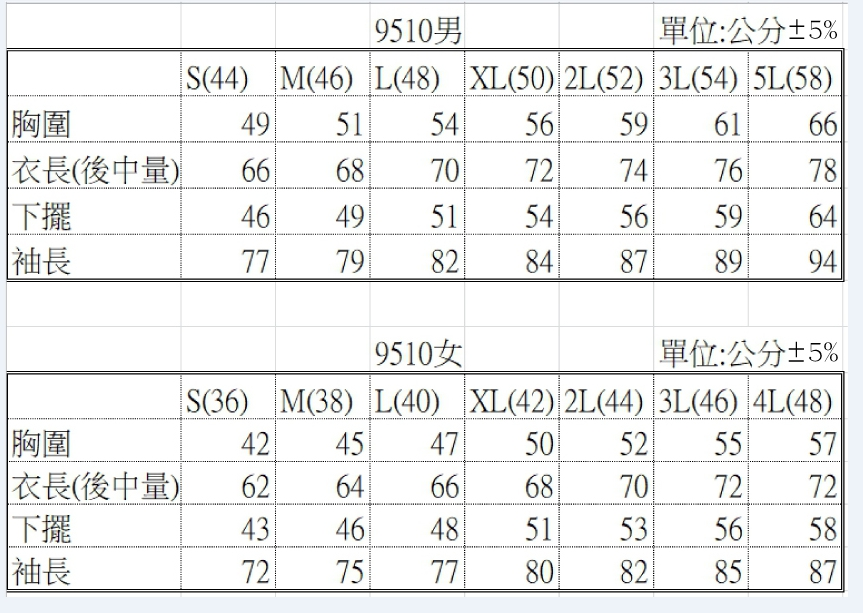 9510男 單位:公分±5%
S(44) M(46) L(48) XL(50) 2L(52) 3L(54) 5L(58)
胸圍 49 51 54 56 59 61 66
衣長(後中量) 66 68 70 72 74 76 78
下擺 46 49 51 54 56 59 64
袖長 77 79 82 84 87 89 94
9510女 單位:公分±5%
S(36) M(38) L(40) XL(42) 2L(44) 3L(46) 4L(48)
胸圍 42 45 47 50 52 55 57
衣長(後中量) 62 64 66 68 70 72 72
下擺 43 46 48 51 53 56 58
袖長 72 75 77 80 82 85 87